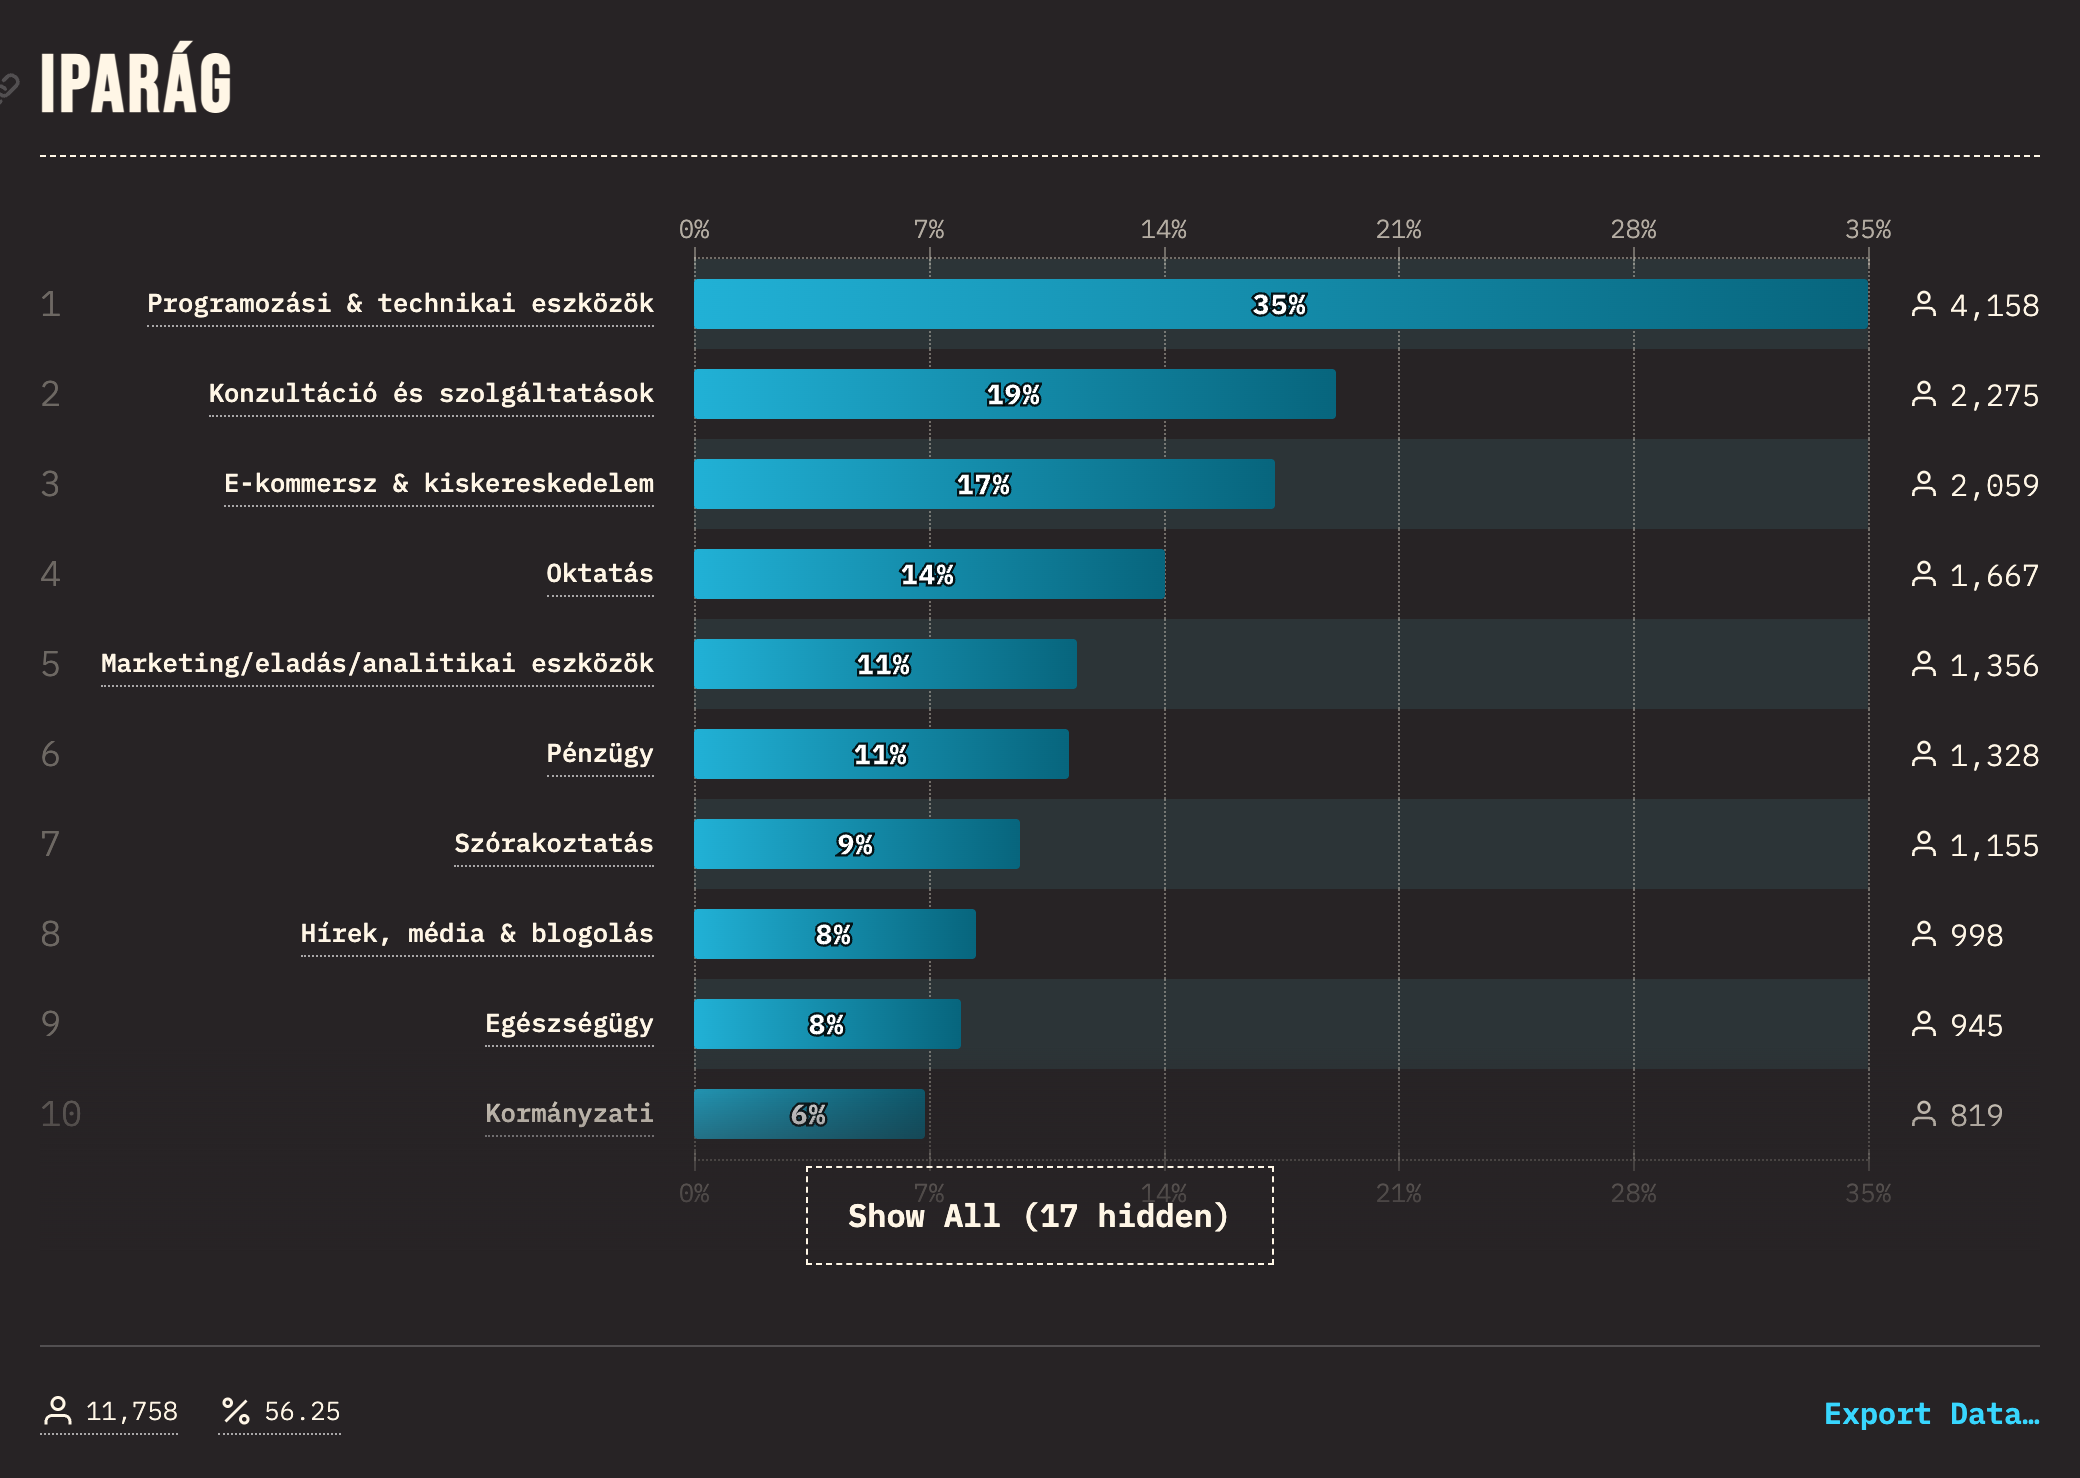 IPARÁG
0% 7% 14% 21% 28% 35%
1 Programozási & technikai eszközök 35% 4,158
2 Konzultáció és szolgáltatások 19% 2,275
3 E-kommersz & kiskereskedelem 17% 2,059
4 Oktatás 14% 1,667
5 Marketing/eladás/analitikai eszközök 11% 1,356
6 Pénzügy 11% 1,328
7 Szórakoztatás 9% 1,155
8 Hírek, média & blogolás 8% 998
9 Egészségügy 8% 945
10 Kormányzati 6% 819
0% 7% 14% 21% 28% 35%
Show All (17 hidden)
11,758 % 56.25 Export Data…